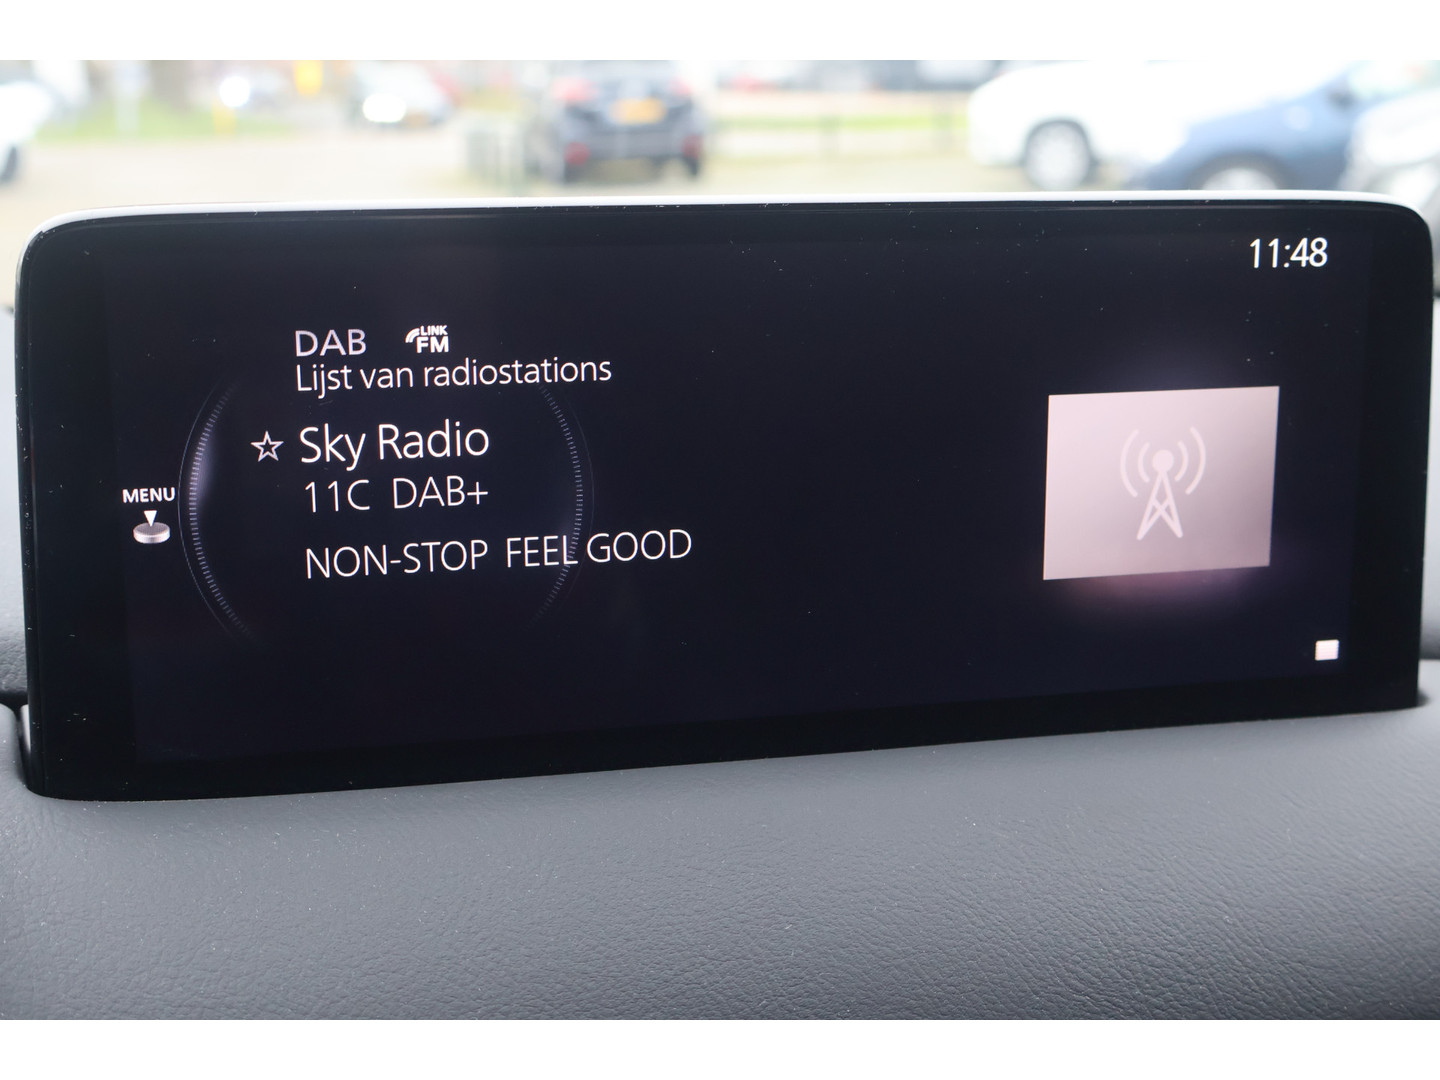 11:48
DAB LINK FM
Lijst van radiostations
Sky Radio
11C DAB+
MENU
NON-STOP FEEL GOOD